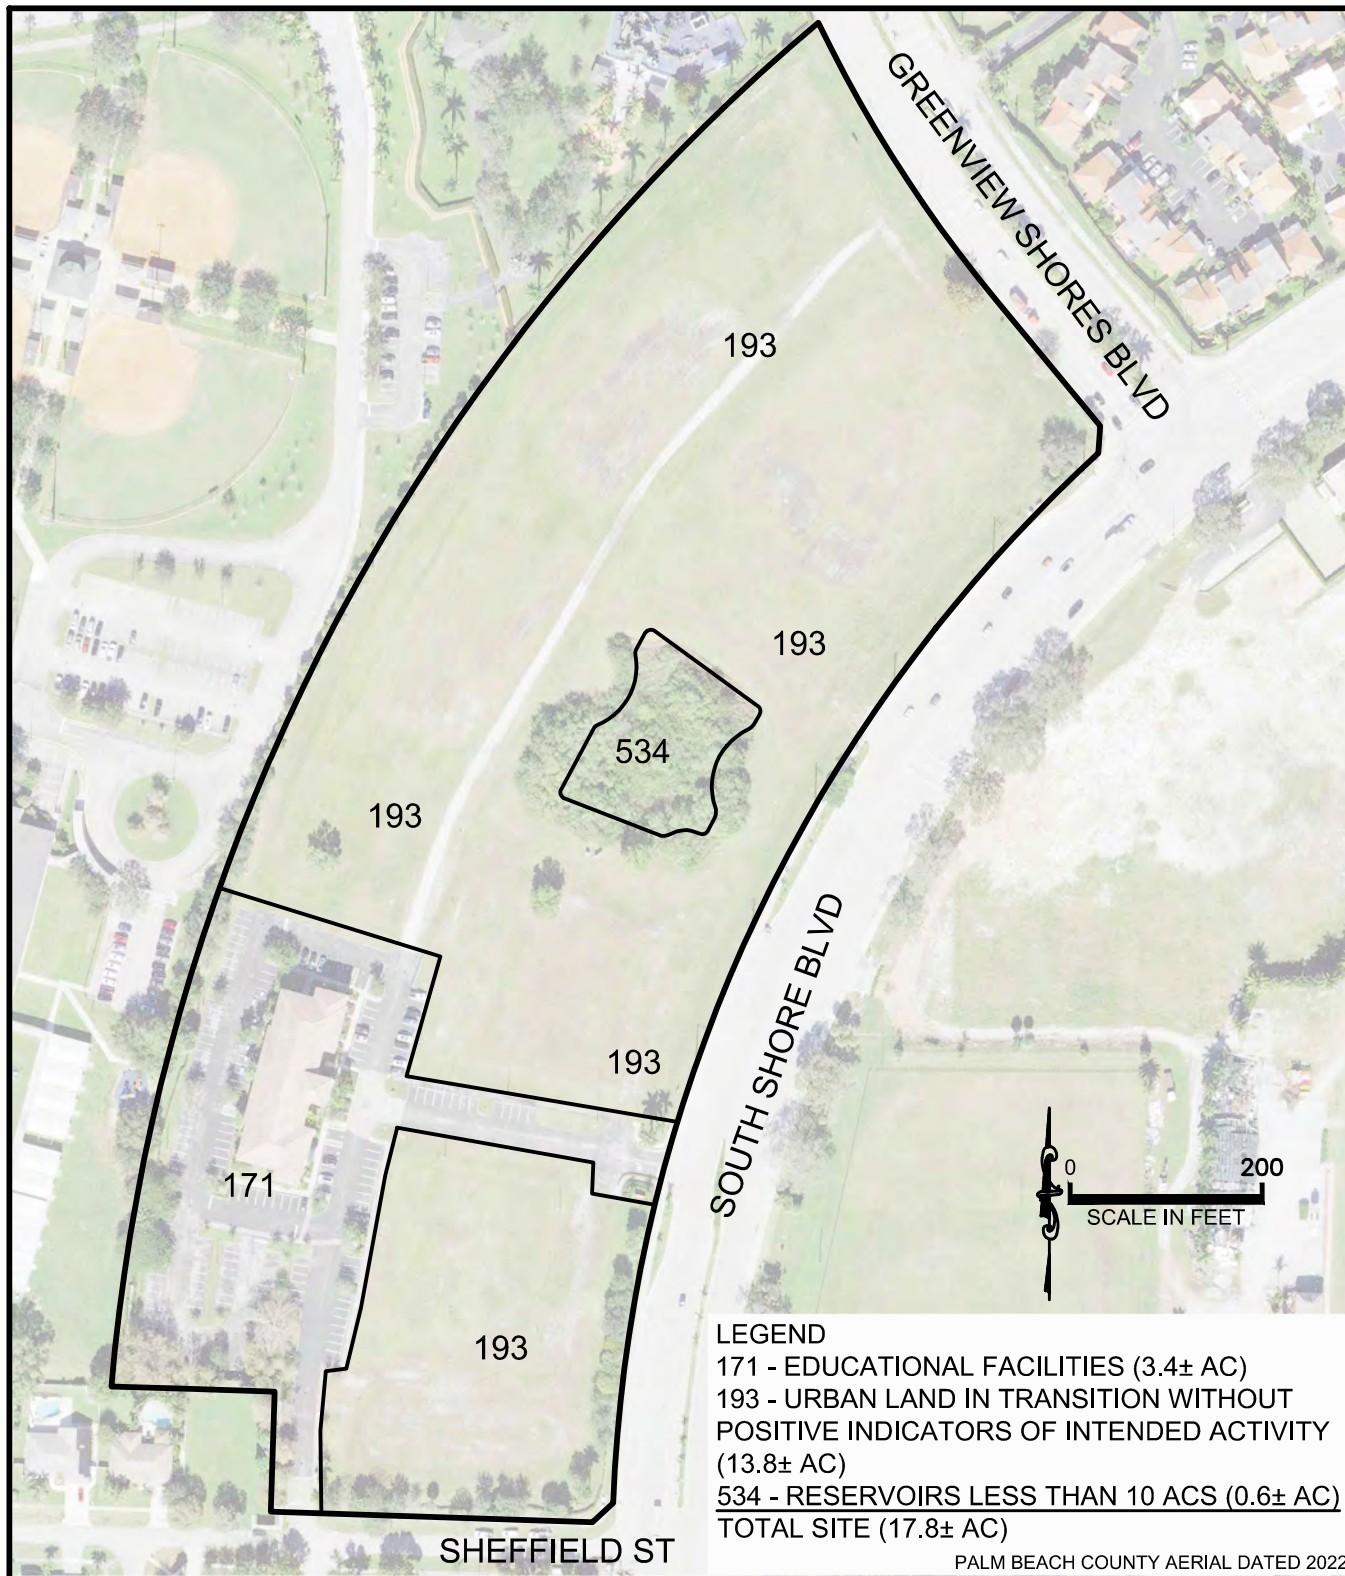 GREENVIEW SHORES BLVD
193
193
534
193
SOUTH SHORE BLVD
193
171
0 200
SCALE IN FEET
193
LEGEND
171 - EDUCATIONAL FACILITIES (3.4± AC)
193 - URBAN LAND IN TRANSITION WITHOUT
POSITIVE INDICATORS OF INTENDED ACTIVITY
(13.8± AC)
534 - RESERVOIRS LESS THAN 10 ACS (0.6± AC)
TOTAL SITE (17.8± AC)
SHEFFIELD ST
PALM BEACH COUNTY AERIAL DATED 2022